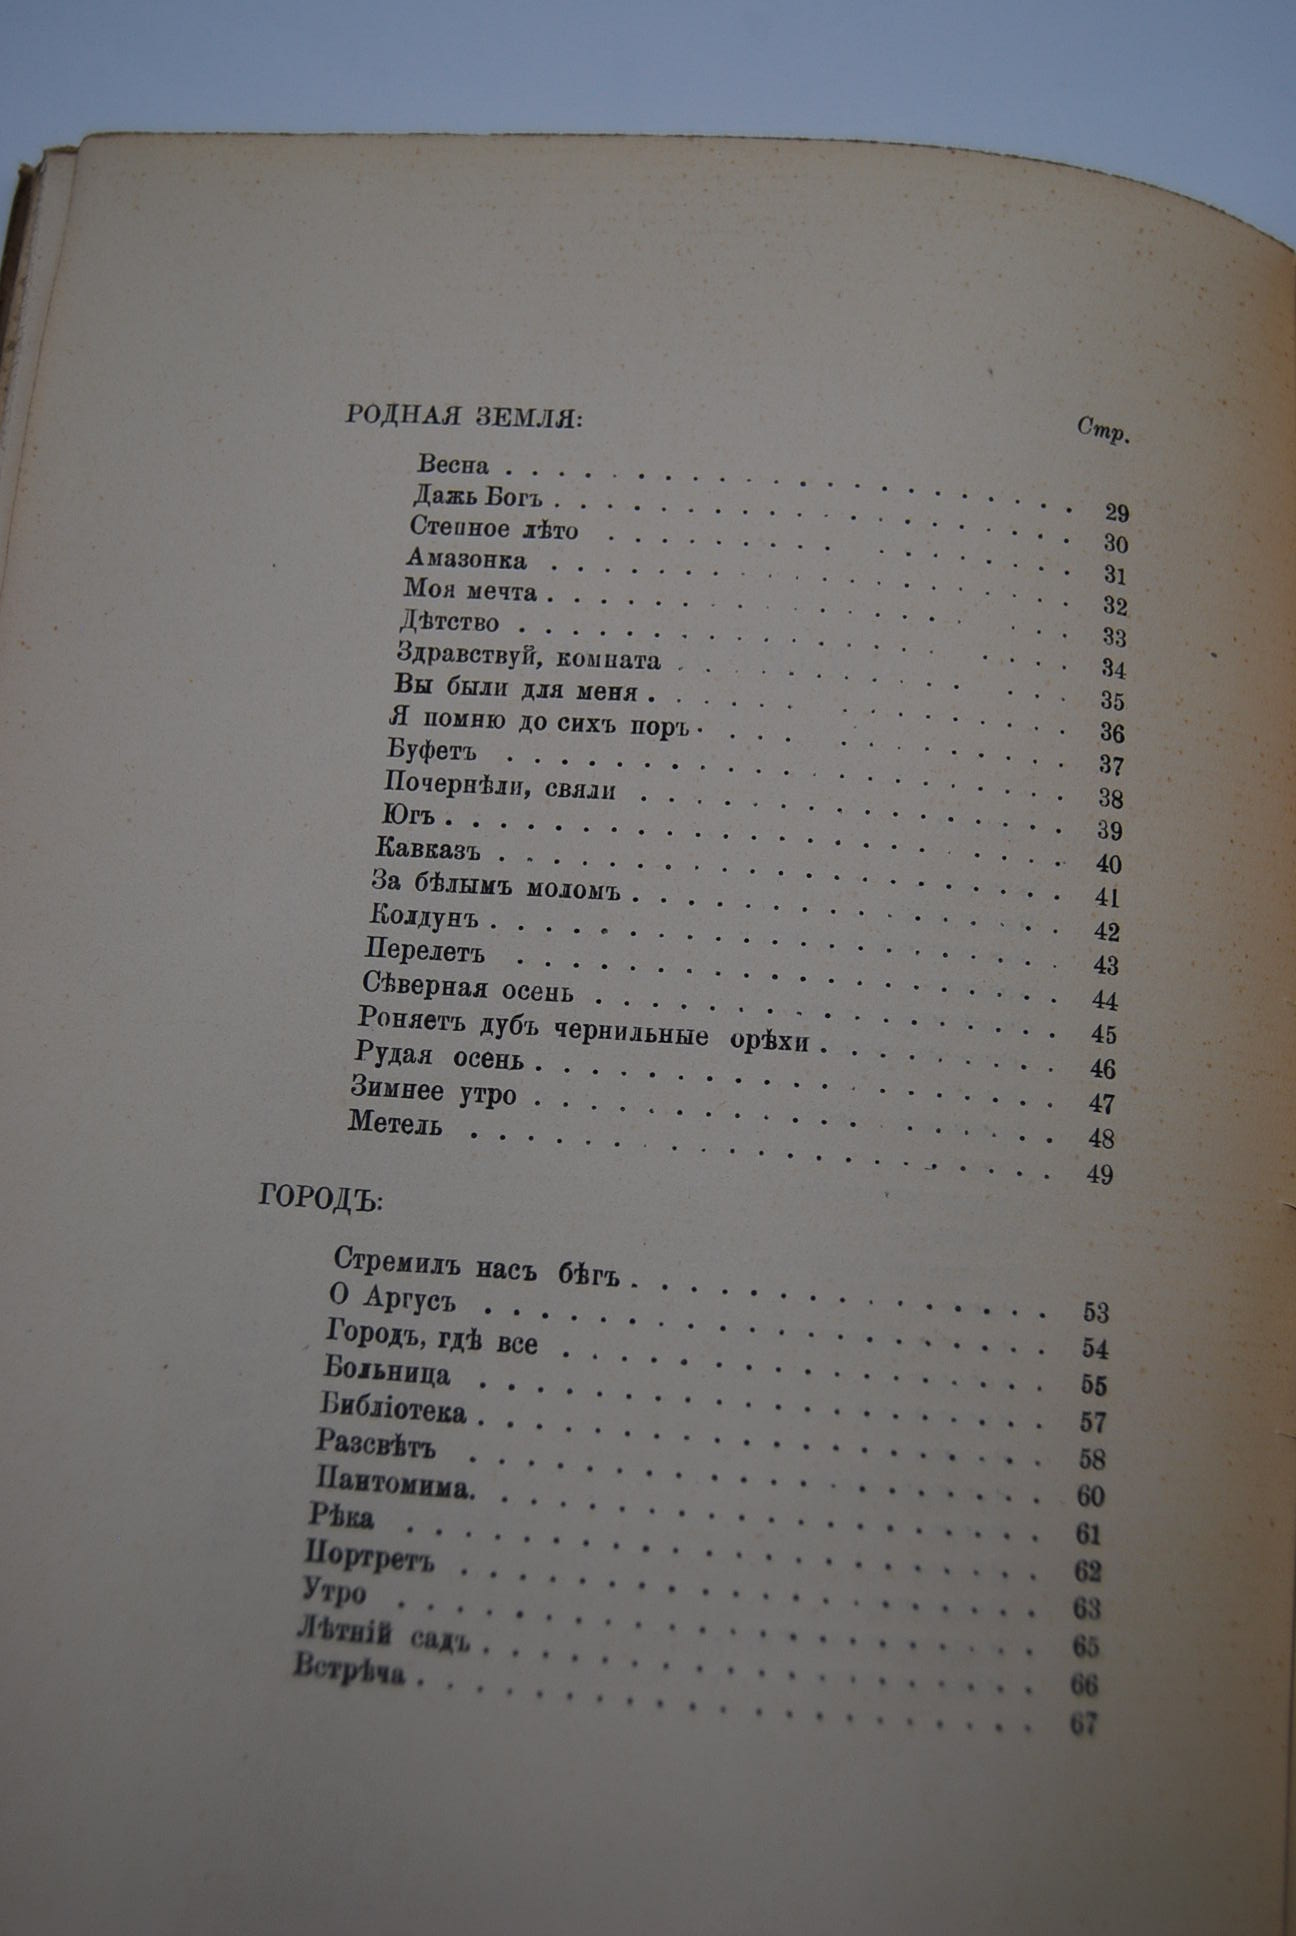 РОДНАЯ ЗЕМЛЯ: Стр.
Весна . . . . . . . . . . . . . . . . . . . . . 29
Дажь Богъ . . . . . . . . . . . . . . . . . . . . 30
Степное лѣто . . . . . . . . . . . . . . . . . . 31
Амазонка . . . . . . . . . . . . . . . . . . . . 32
Моя мечта . . . . . . . . . . . . . . . . . . . 33
Дѣтство . . . . . . . . . . . . . . . . . . . . 34
Здравствуй, комната . . . . . . . . . . . . . . 35
Вы были для меня . . . . . . . . . . . . . . . 36
Я помню до сихъ поръ . . . . . . . . . . . . . 37
Буфетъ . . . . . . . . . . . . . . . . . . . . . 38
Почернѣли, свяли . . . . . . . . . . . . . . . . 39
Югъ . . . . . . . . . . . . . . . . . . . . . . . 40
Кавказъ . . . . . . . . . . . . . . . . . . . . . 41
За бѣлымъ моломъ . . . . . . . . . . . . . . . . 42
Колдунъ . . . . . . . . . . . . . . . . . . . . . 43
Перелетъ . . . . . . . . . . . . . . . . . . . . 44
Сѣверная осень . . . . . . . . . . . . . . . . . 45
Роняетъ дубъ чернильные орѣхи . . . . . . . . . 46
Рудая осень . . . . . . . . . . . . . . . . . . . 47
Зимнее утро . . . . . . . . . . . . . . . . . . . 48
Метель . . . . . . . . . . . . . . . . . . . . . 49
ГОРОДЪ:
Стремилъ насъ бѣгъ . . . . . . . . . . . . . . . 53
О Аргусъ . . . . . . . . . . . . . . . . . . . . 54
Городъ, гдѣ все . . . . . . . . . . . . . . . . . 55
Больница . . . . . . . . . . . . . . . . . . . . 57
Библіотека . . . . . . . . . . . . . . . . . . . 58
Разсвѣтъ . . . . . . . . . . . . . . . . . . . . 60
Пантомима . . . . . . . . . . . . . . . . . . . . 61
Рѣка . . . . . . . . . . . . . . . . . . . . . . 62
Портретъ . . . . . . . . . . . . . . . . . . . . 63
Утро . . . . . . . . . . . . . . . . . . . . . . 65
Лѣтній садъ . . . . . . . . . . . . . . . . . . . 66
Встрѣча . . . . . . . . . . . . . . . . . . . . . 67